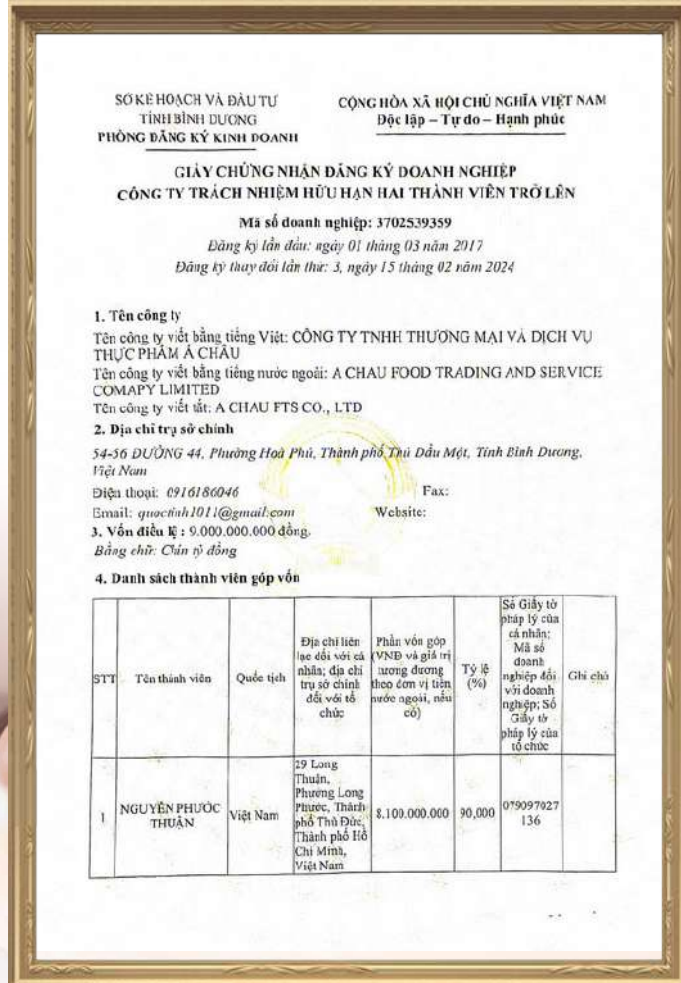 SỞ KẾ HOẠCH VÀ ĐẦU TƯ
TỈNH BÌNH DƯƠNG
PHÒNG ĐĂNG KÝ KINH DOANH
CỘNG HÒA XÃ HỘI CHỦ NGHĨA VIỆT NAM
Độc lập – Tự do – Hạnh phúc
GIẤY CHỨNG NHẬN ĐĂNG KÝ DOANH NGHIỆP
CÔNG TY TRÁCH NHIỆM HỮU HẠN HAI THÀNH VIÊN TRỞ LÊN
Mã số doanh nghiệp: 3702539359
Đăng ký lần đầu: ngày 01 tháng 03 năm 2017
Đăng ký thay đổi lần thứ: 3, ngày 15 tháng 02 năm 2024
1. Tên công ty
Tên công ty viết bằng tiếng Việt: CÔNG TY TNHH THƯƠNG MẠI VÀ DỊCH VỤ
THỰC PHẨM Á CHÂU
Tên công ty viết bằng tiếng nước ngoài: A CHAU FOOD TRADING AND SERVICE
COMAPY LIMITED
Tên công ty viết tắt: A CHAU FTS CO., LTD
2. Địa chỉ trụ sở chính
54-56 ĐƯỜNG 44, Phường Hoà Phú, Thành phố Thủ Dầu Một, Tỉnh Bình Dương,
Việt Nam
Điện thoại: 0916186046 Fax:
Email: quoctinh1011@gmail.com Website:
3. Vốn điều lệ : 9.000.000.000 đồng.
Bằng chữ: Chín tỷ đồng
4. Danh sách thành viên góp vốn
STT
Tên thành viên
Quốc tịch
Địa chỉ liên
lạc đối với cá
nhân; địa chỉ
trụ sở chính
đối với tổ
chức
Phần vốn góp
(VNĐ và giá trị
tương đương
theo đơn vị tiền
nước ngoài, nếu
có)
Tỷ lệ
(%)
Số Giấy tờ
pháp lý của
cá nhân;
Mã số
doanh
nghiệp đối
với doanh
nghiệp; Số
Giấy tờ
pháp lý của
tổ chức
Ghi chú
1
NGUYỄN PHƯỚC
THUẬN
Việt Nam
29 Long
Thuận,
Phường Long
Phước, Thành
phố Thủ Đức,
Thành phố Hồ
Chí Minh,
Việt Nam
8.100.000.000
90,000
079097027
136